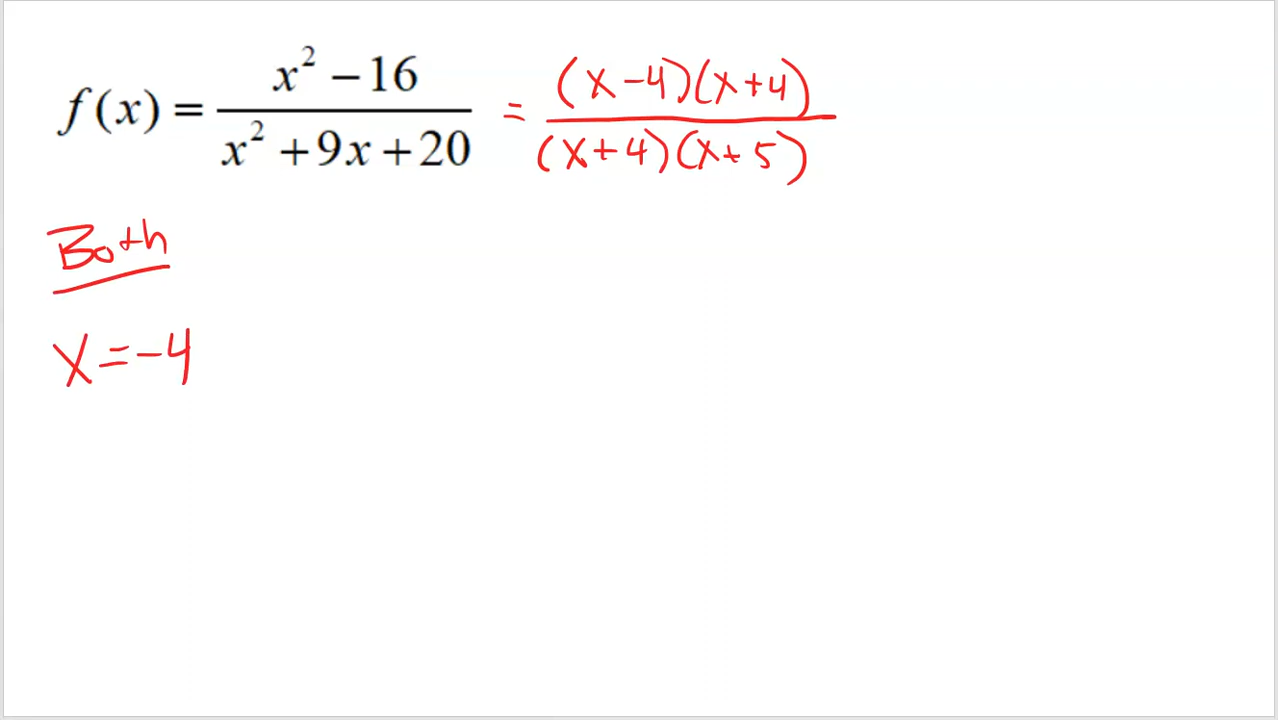 f(x) = (x² − 16)/(x² + 9x + 20) = ((x−4)(x+4))/((x+4)(x+5))
Both
x = −4